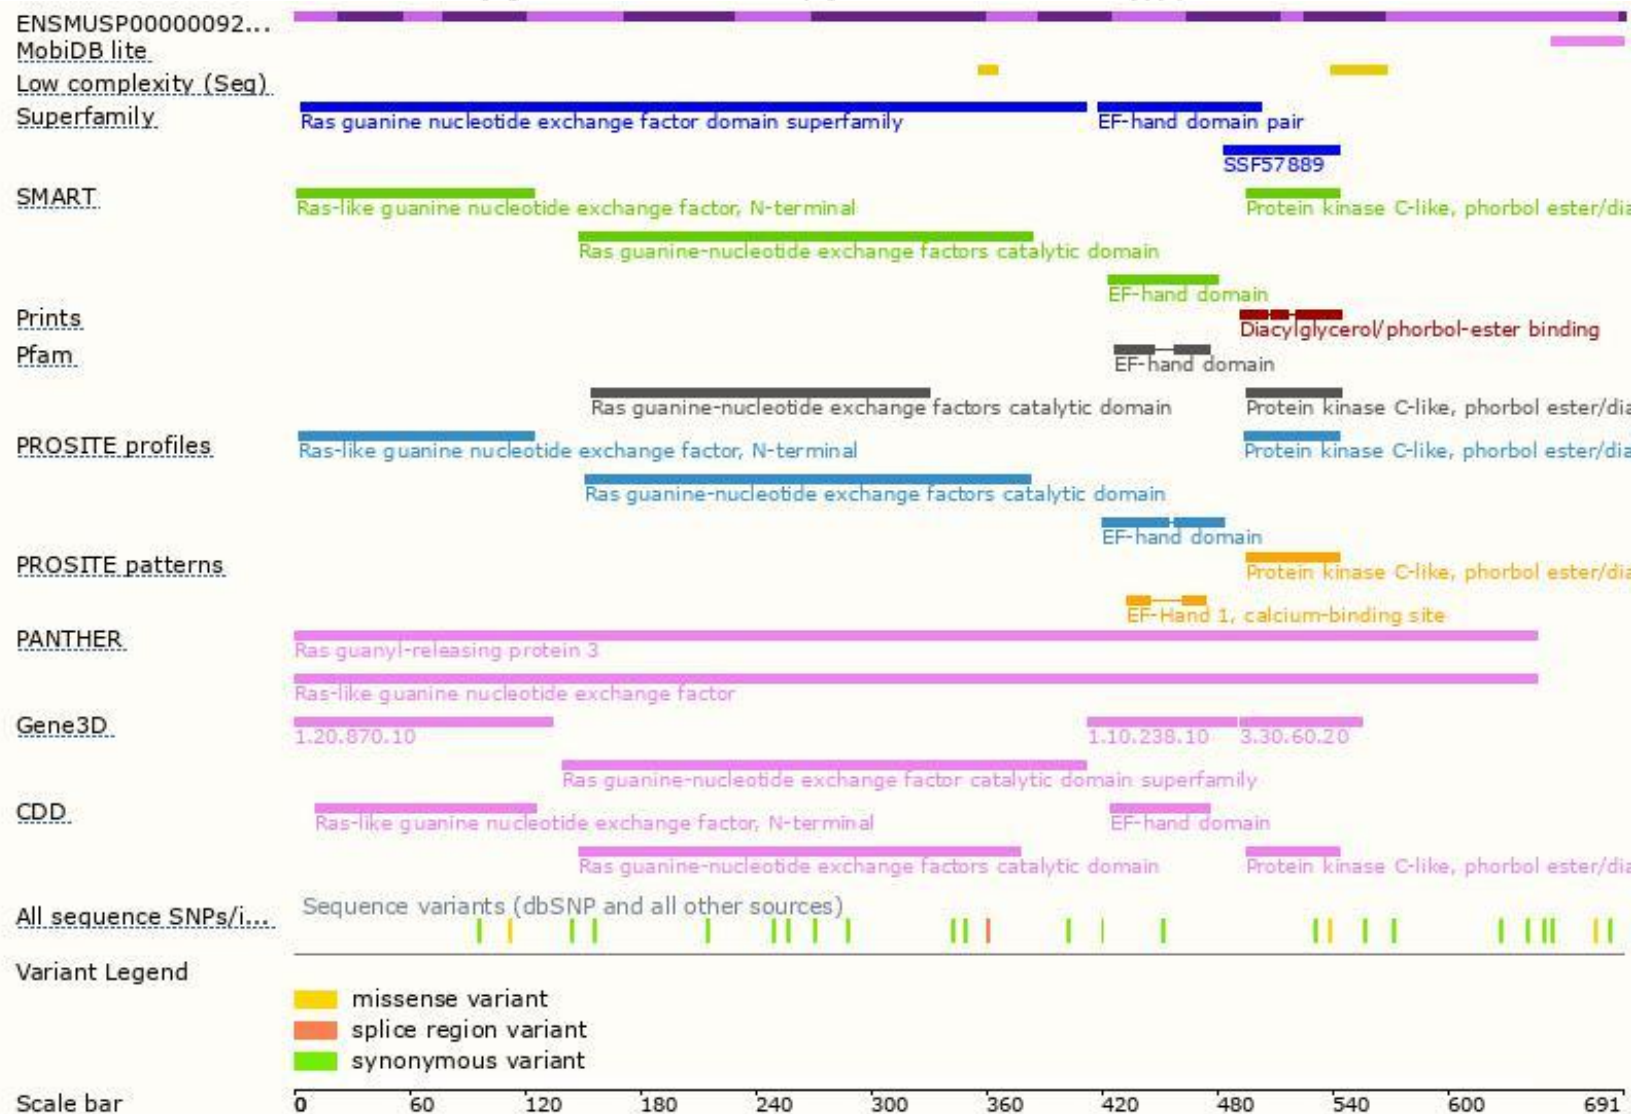 ENSMUSP00000092...
MobiDB lite
Low complexity (Seg)
Superfamily
Ras guanine nucleotide exchange factor domain superfamily
EF-hand domain pair
SSF57889
SMART
Ras-like guanine nucleotide exchange factor, N-terminal
Protein kinase C-like, phorbol ester/dia
Ras guanine-nucleotide exchange factors catalytic domain
EF-hand domain
Prints
Diacylglycerol/phorbol-ester binding
Pfam
EF-hand domain
Ras guanine-nucleotide exchange factors catalytic domain
Protein kinase C-like, phorbol ester/dia
PROSITE profiles
Ras-like guanine nucleotide exchange factor, N-terminal
Protein kinase C-like, phorbol ester/dia
Ras guanine-nucleotide exchange factors catalytic domain
EF-hand domain
PROSITE patterns
Protein kinase C-like, phorbol ester/dia
EF-Hand 1, calcium-binding site
PANTHER
Ras guanyl-releasing protein 3
Ras-like guanine nucleotide exchange factor
Gene3D
1.20.870.10
1.10.238.10
3.30.60.20
Ras guanine-nucleotide exchange factor catalytic domain superfamily
CDD
Ras-like guanine nucleotide exchange factor, N-terminal
EF-hand domain
Ras guanine-nucleotide exchange factors catalytic domain
Protein kinase C-like, phorbol ester/dia
All sequence SNPs/i...
Sequence variants (dbSNP and all other sources)
Variant Legend
missense variant
splice region variant
synonymous variant
Scale bar 0 60 120 180 240 300 360 420 480 540 600 691